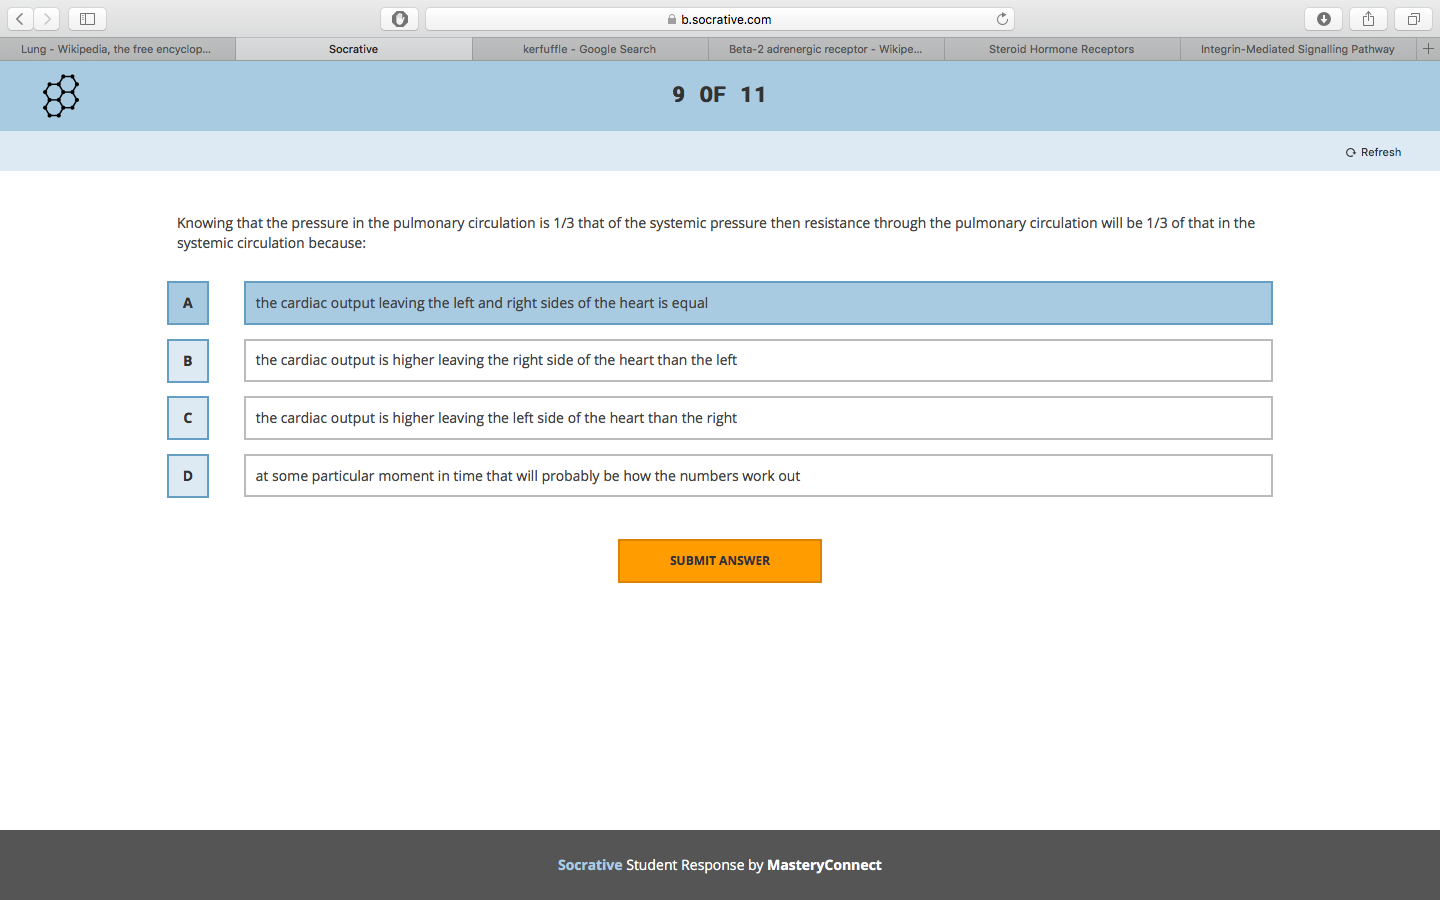 b.socrative.com
Lung - Wikipedia, the free encyclop...
Socrative
kerfuffle - Google Search
Beta-2 adrenergic receptor - Wikipe...
Steroid Hormone Receptors
Integrin-Mediated Signalling Pathway
9 OF 11
Refresh
Knowing that the pressure in the pulmonary circulation is 1/3 that of the systemic pressure then resistance through the pulmonary circulation will be 1/3 of that in the
systemic circulation because:
A the cardiac output leaving the left and right sides of the heart is equal
B the cardiac output is higher leaving the right side of the heart than the left
C the cardiac output is higher leaving the left side of the heart than the right
D at some particular moment in time that will probably be how the numbers work out
SUBMIT ANSWER
Socrative Student Response by MasteryConnect